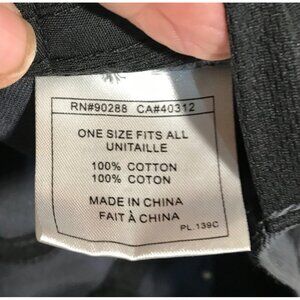 RN#90288 CA#40312
ONE SIZE FITS ALL
UNITAILLE
100% COTTON
100% COTON
MADE IN CHINA
FAIT À CHINA
PL.139C